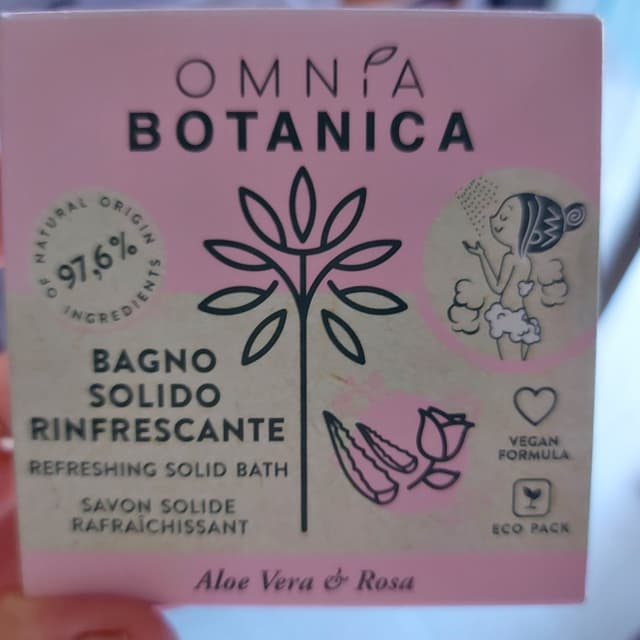 OMNIA
BOTANICA
97,6%
OF NATURAL ORIGIN
INGREDIENTS
BAGNO
SOLIDO
RINFRESCANTE
REFRESHING SOLID BATH
SAVON SOLIDE
RAFRAÎCHISSANT
VEGAN
FORMULA
ECO PACK
Aloe Vera & Rosa